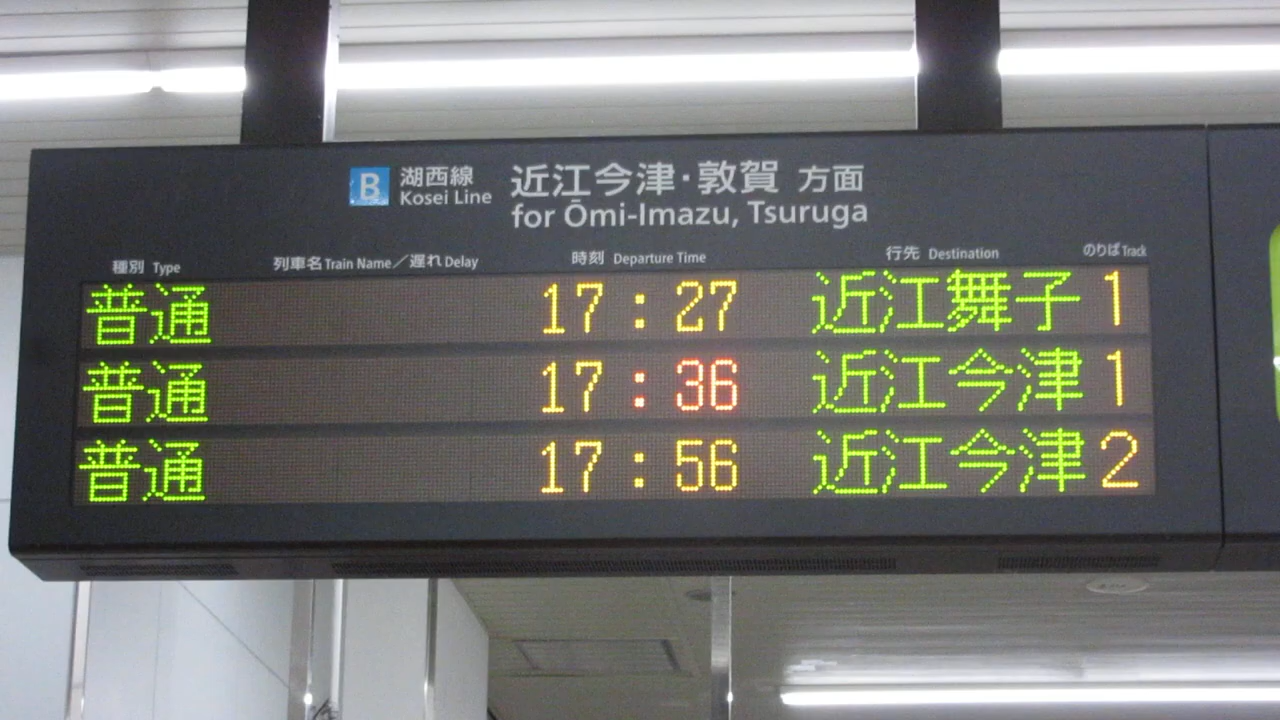 B 湖西線 近江今津・敦賀 方面
Kosei Line for Ōmi-Imazu, Tsuruga
種別 Type 列車名 Train Name／遅れ Delay 時刻 Departure Time 行先 Destination のりば Track
普通 17:27 近江舞子 1
普通 17:36 近江今津 1
普通 17:56 近江今津 2